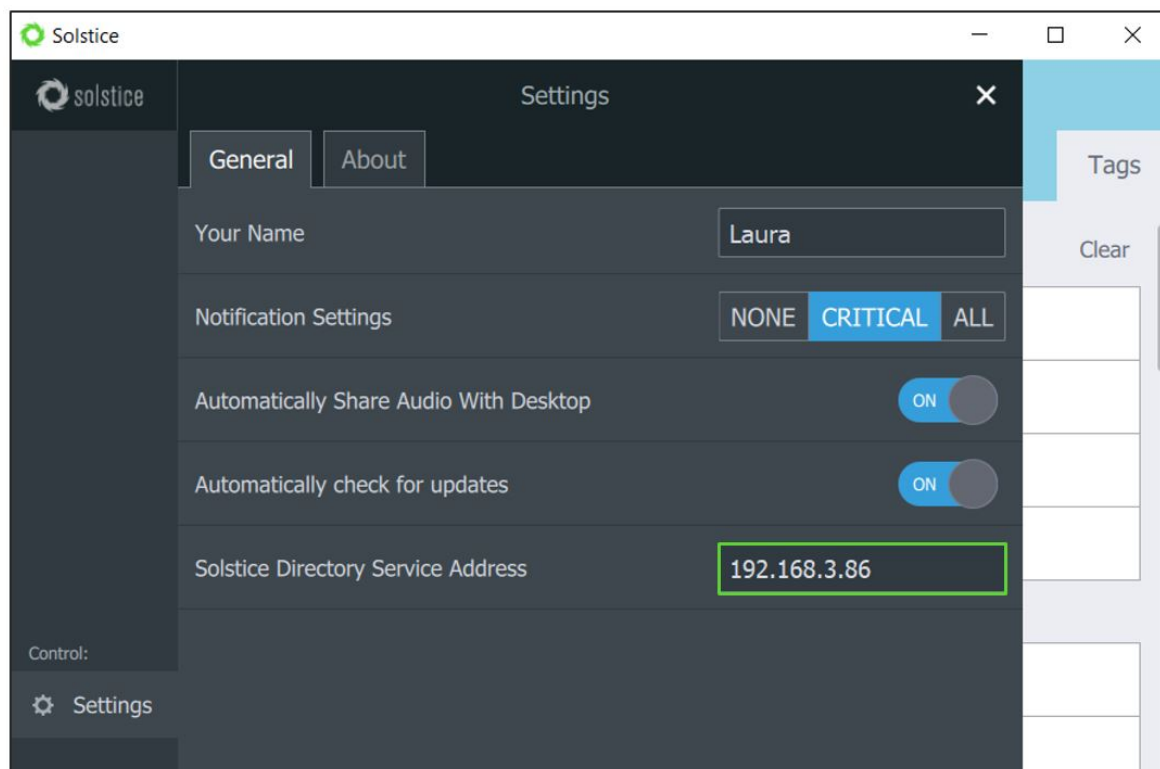 Solstice
solstice
Settings
General
About
Tags
Your Name
Laura
Clear
Notification Settings
NONE
CRITICAL
ALL
Automatically Share Audio With Desktop
ON
Automatically check for updates
ON
Solstice Directory Service Address
192.168.3.86
Control:
Settings